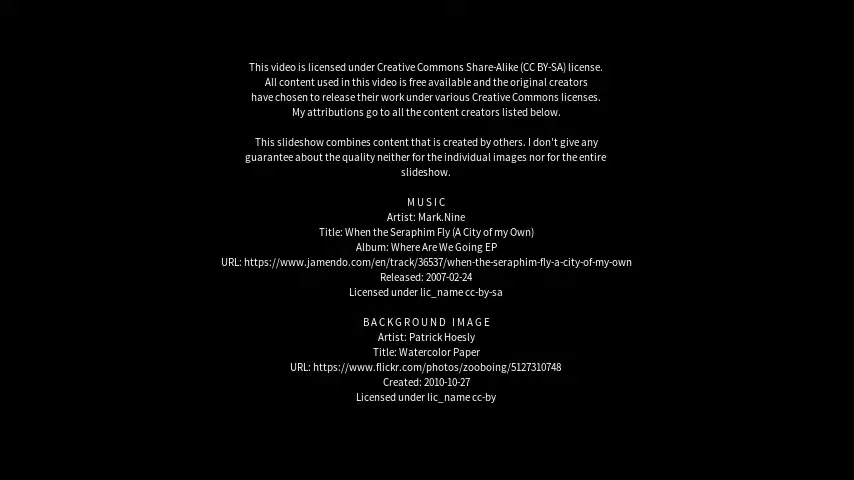 This video is licensed under Creative Commons Share-Alike (CC BY-SA) license.
All content used in this video is free available and the original creators
have chosen to release their work under various Creative Commons licenses.
My attributions go to all the content creators listed below.
This slideshow combines content that is created by others. I don't give any
guarantee about the quality neither for the individual images nor for the entire
slideshow.
MUSIC
Artist: Mark.Nine
Title: When the Seraphim Fly (A City of my Own)
Album: Where Are We Going EP
URL: https://www.jamendo.com/en/track/36537/when-the-seraphim-fly-a-city-of-my-own
Released: 2007-02-24
Licensed under lic_name cc-by-sa
BACKGROUND IMAGE
Artist: Patrick Hoesly
Title: Watercolor Paper
URL: https://www.flickr.com/photos/zooboing/5127310748
Created: 2010-10-27
Licensed under lic_name cc-by